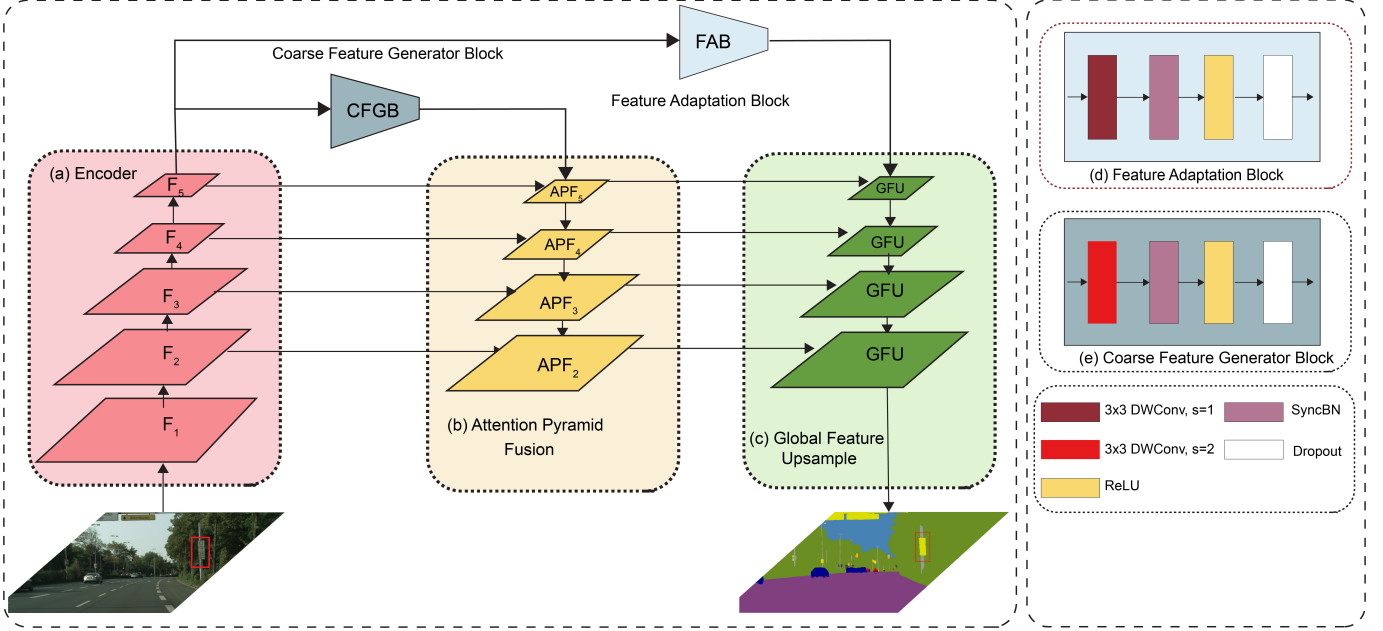 Coarse Feature Generator Block
FAB
CFGB
Feature Adaptation Block
(a) Encoder
F5
F4
F3
F2
F1
APF5
APF4
APF3
APF2
(b) Attention Pyramid
Fusion
GFU
GFU
GFU
GFU
(c) Global Feature
Upsample
(d) Feature Adaptation Block
(e) Coarse Feature Generator Block
3x3 DWConv, s=1
SyncBN
3x3 DWConv, s=2
Dropout
ReLU